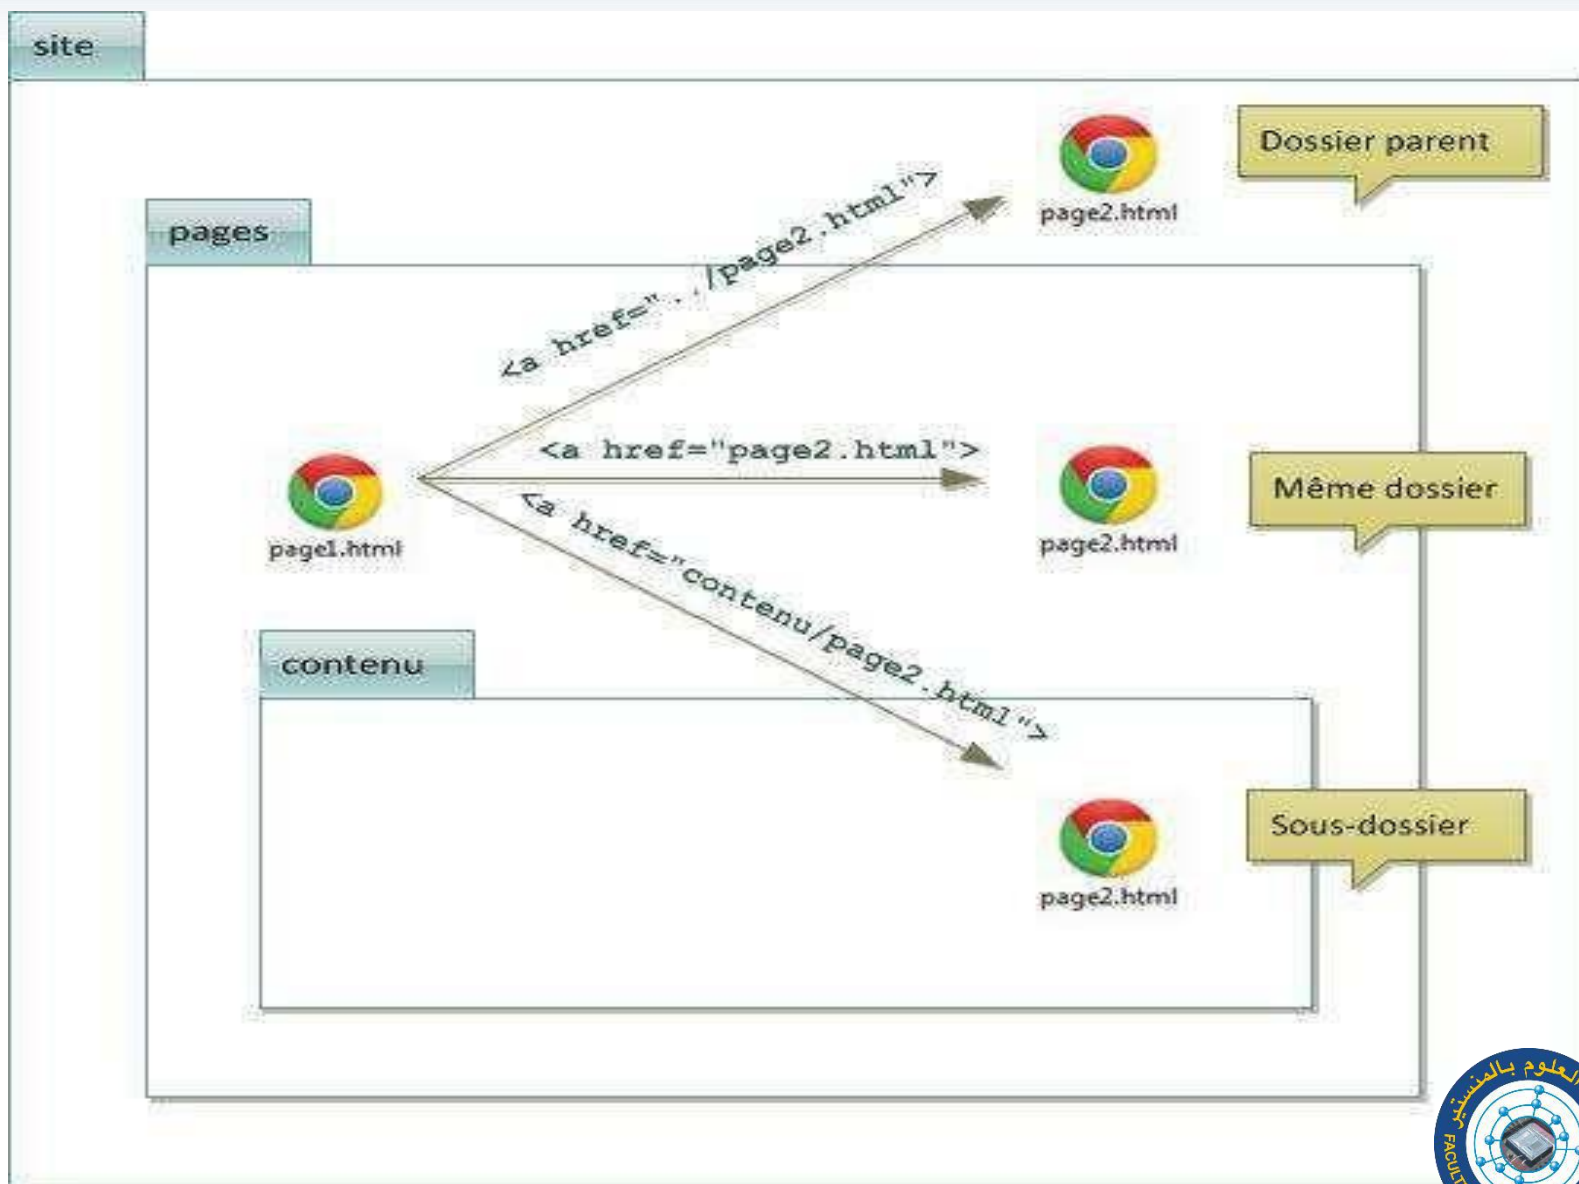 site
page2.html
Dossier parent
pages
<a href="../page2.html">
<a href="page2.html">
page1.html
page2.html
Même dossier
<a href="contenu/page2.html">
contenu
page2.html
Sous-dossier
العلوم بالمنستير